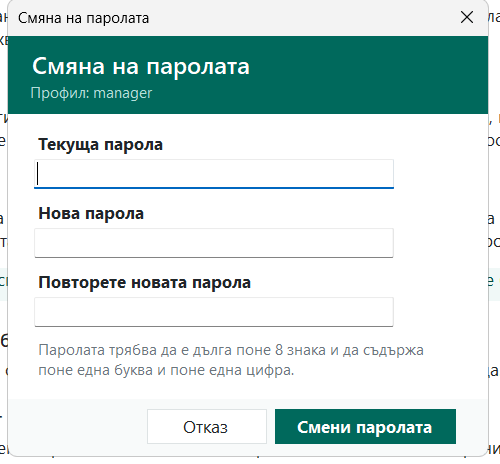 Смяна на паролата
Смяна на паролата
Профил: manager
Текуща парола
Нова парола
Повторете новата парола
Паролата трябва да е дълга поне 8 знака и да съдържа
поне една буква и поне една цифра.
Отказ
Смени паролата